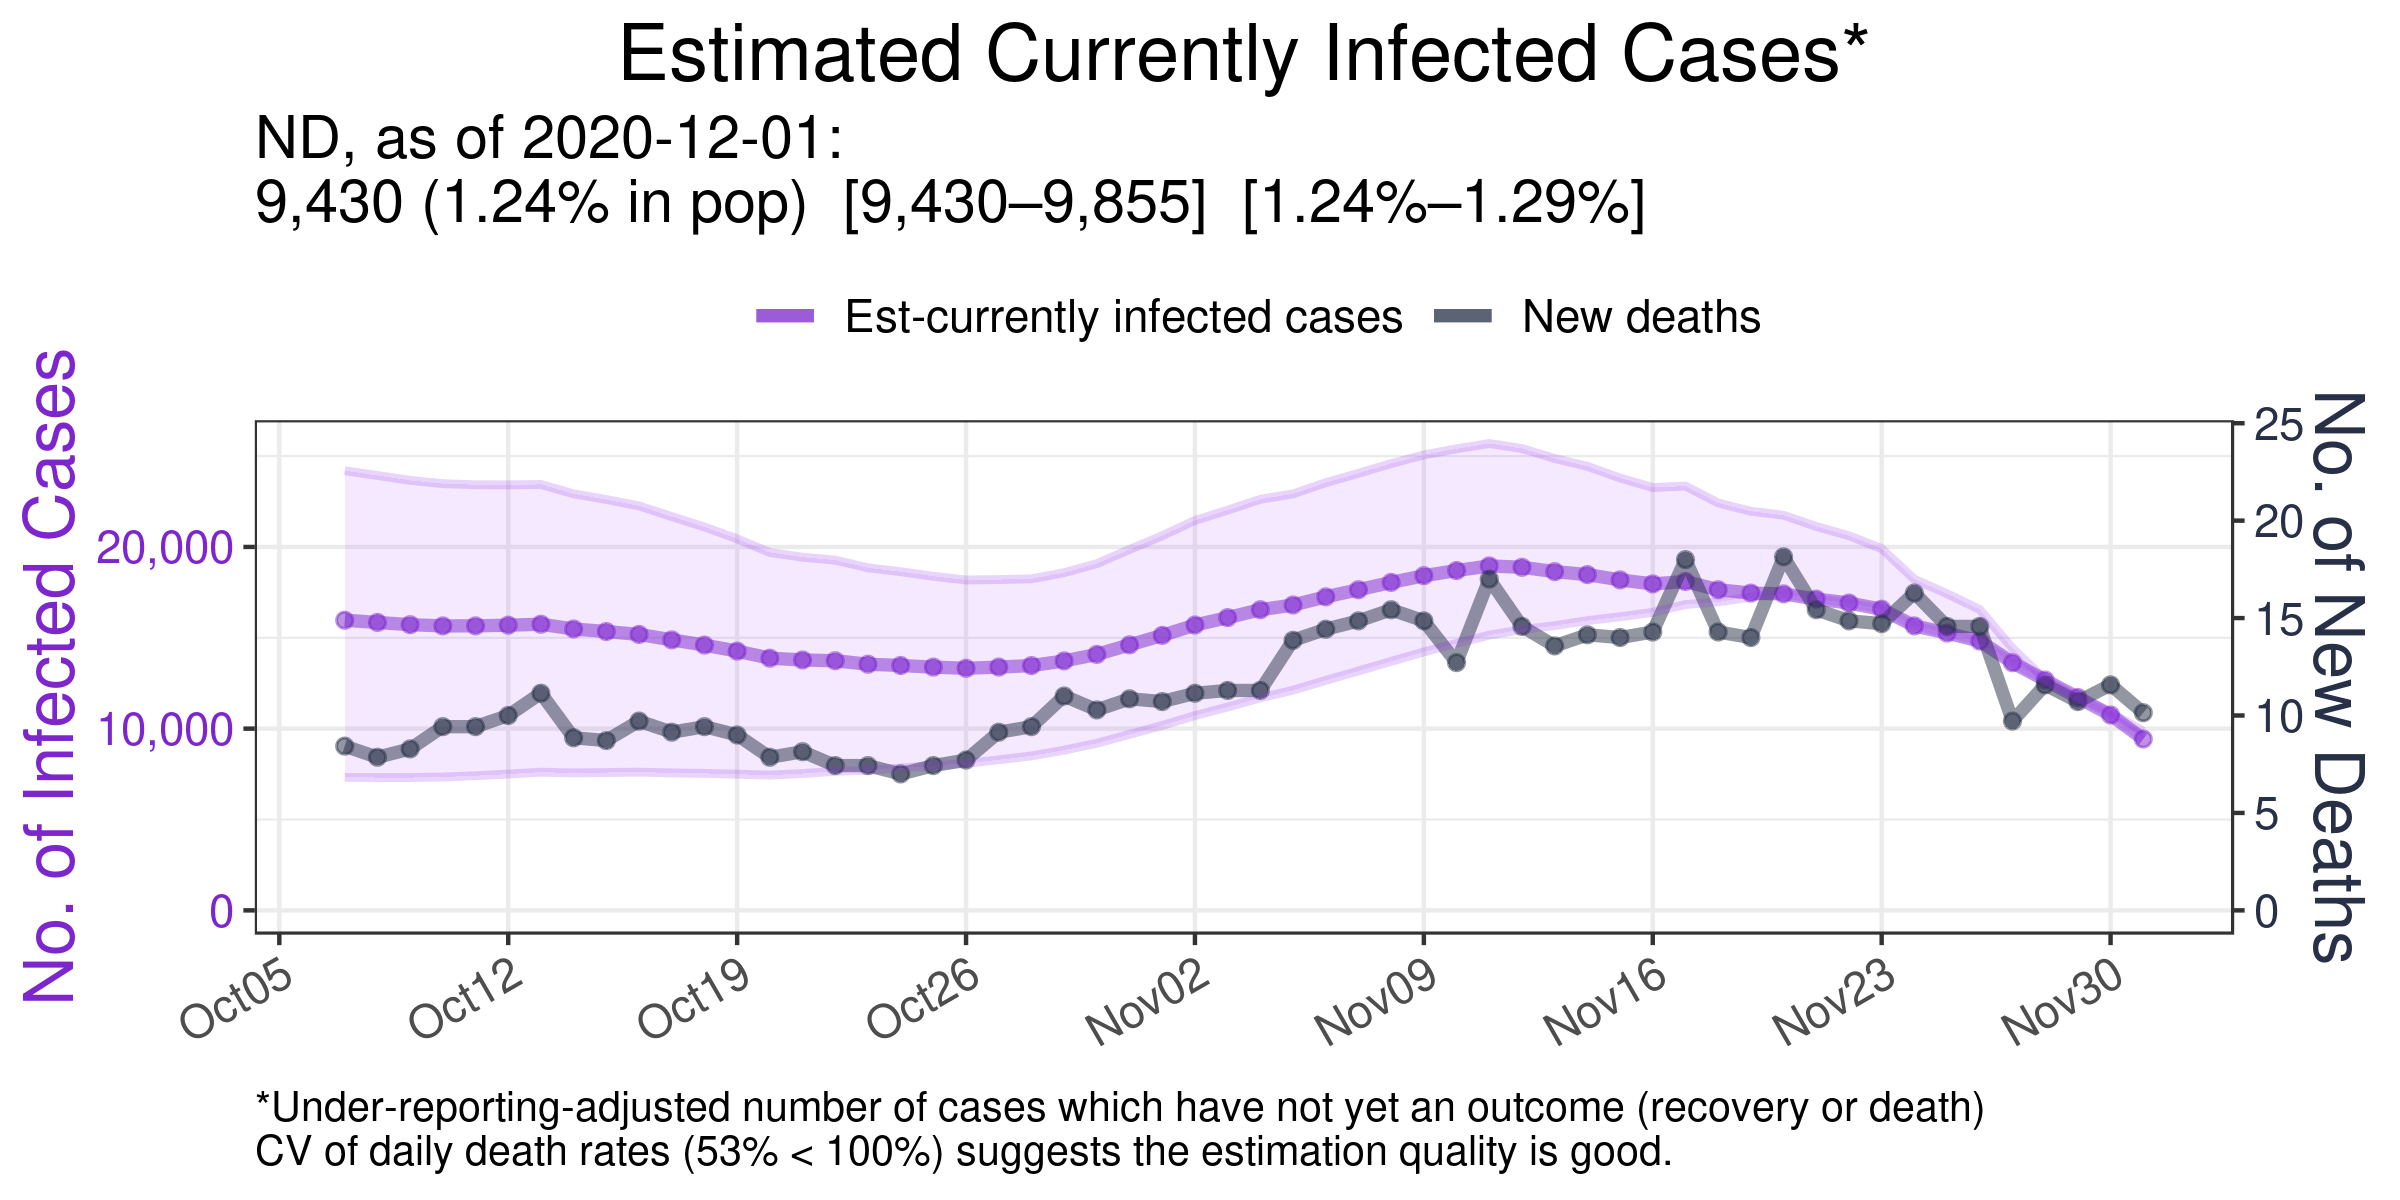 Estimated Currently Infected Cases*
ND, as of 2020-12-01:
9,430 (1.24% in pop)  [9,430–9,855]  [1.24%–1.29%]
Est-currently infected cases
New deaths
No. of Infected Cases
20,000
10,000
0
25
20
15
10
5
0
No. of New Deaths
Oct05
Oct12
Oct19
Oct26
Nov02
Nov09
Nov16
Nov23
Nov30
*Under-reporting-adjusted number of cases which have not yet an outcome (recovery or death)
CV of daily death rates (53% < 100%) suggests the estimation quality is good.